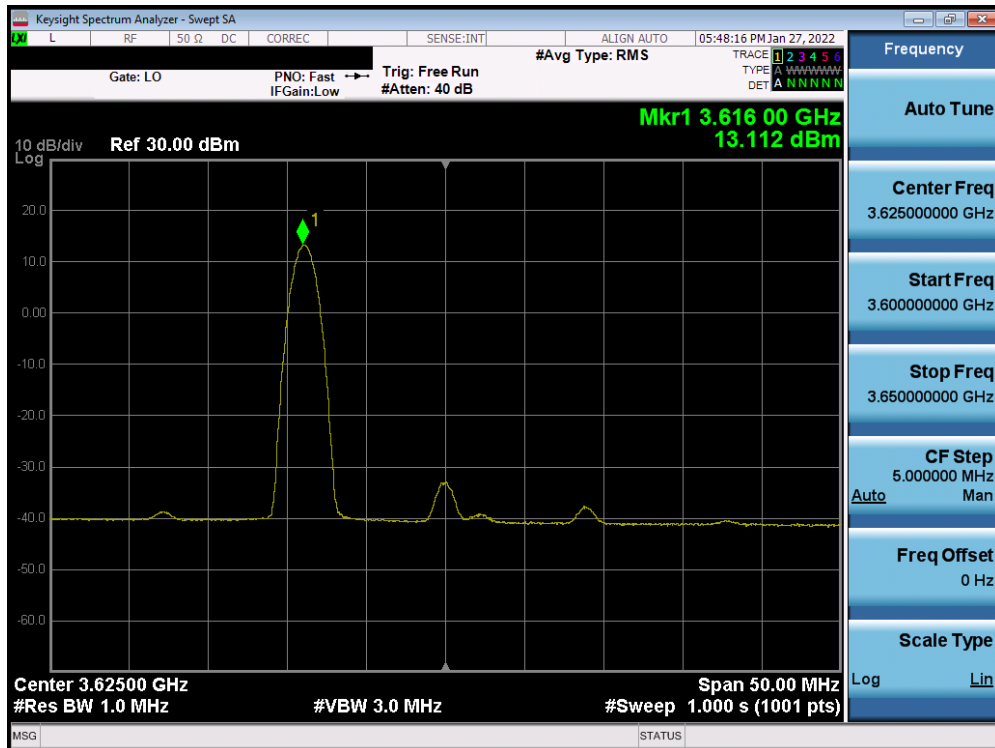 Keysight Spectrum Analyzer - Swept SA
LXI L RF 50 Ω DC CORREC SENSE:INT ALIGN AUTO 05:48:16 PM Jan 27, 2022
Frequency
#Avg Type: RMS TRACE 1 2 3 4 5 6
Gate: LO PNO: Fast Trig: Free Run TYPE A WWWWW
IFGain:Low #Atten: 40 dB DET A N N N N N
Auto Tune
Mkr1 3.616 00 GHz
13.112 dBm
10 dB/div Ref 30.00 dBm
Log
1
20.0
10.0
0.00
-10.0
-20.0
-30.0
-40.0
-50.0
-60.0
Center Freq
3.625000000 GHz
Start Freq
3.600000000 GHz
Stop Freq
3.650000000 GHz
CF Step
5.000000 MHz
Auto Man
Freq Offset
0 Hz
Scale Type
Log Lin
Center 3.62500 GHz Span 50.00 MHz
#Res BW 1.0 MHz #VBW 3.0 MHz #Sweep 1.000 s (1001 pts)
MSG STATUS